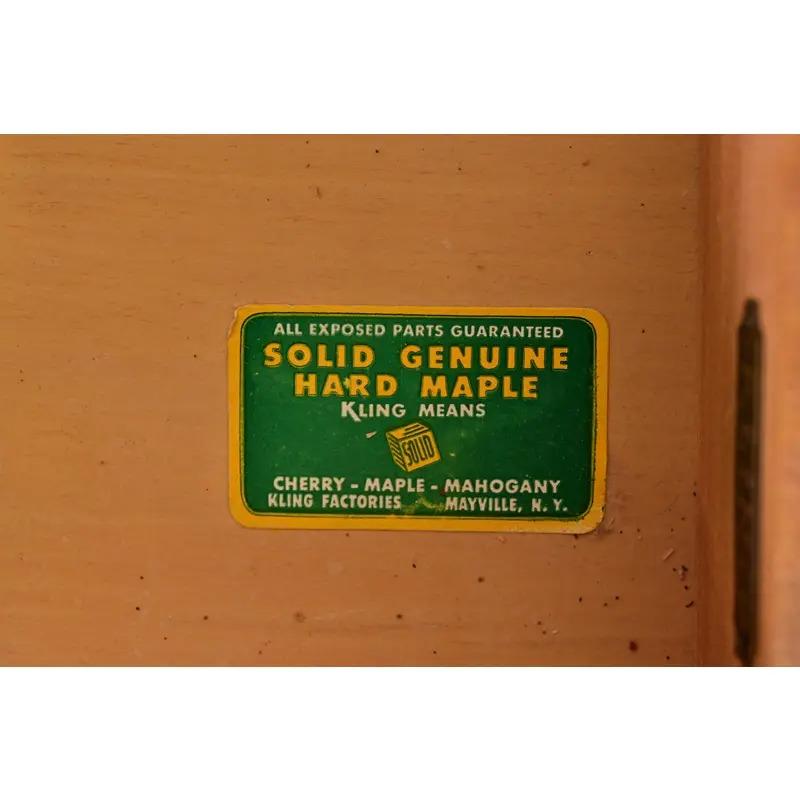 ALL EXPOSED PARTS GUARANTEED
SOLID GENUINE
HARD MAPLE
KLING MEANS
SOLID
CHERRY - MAPLE - MAHOGANY
KLING FACTORIES MAYVILLE, N. Y.